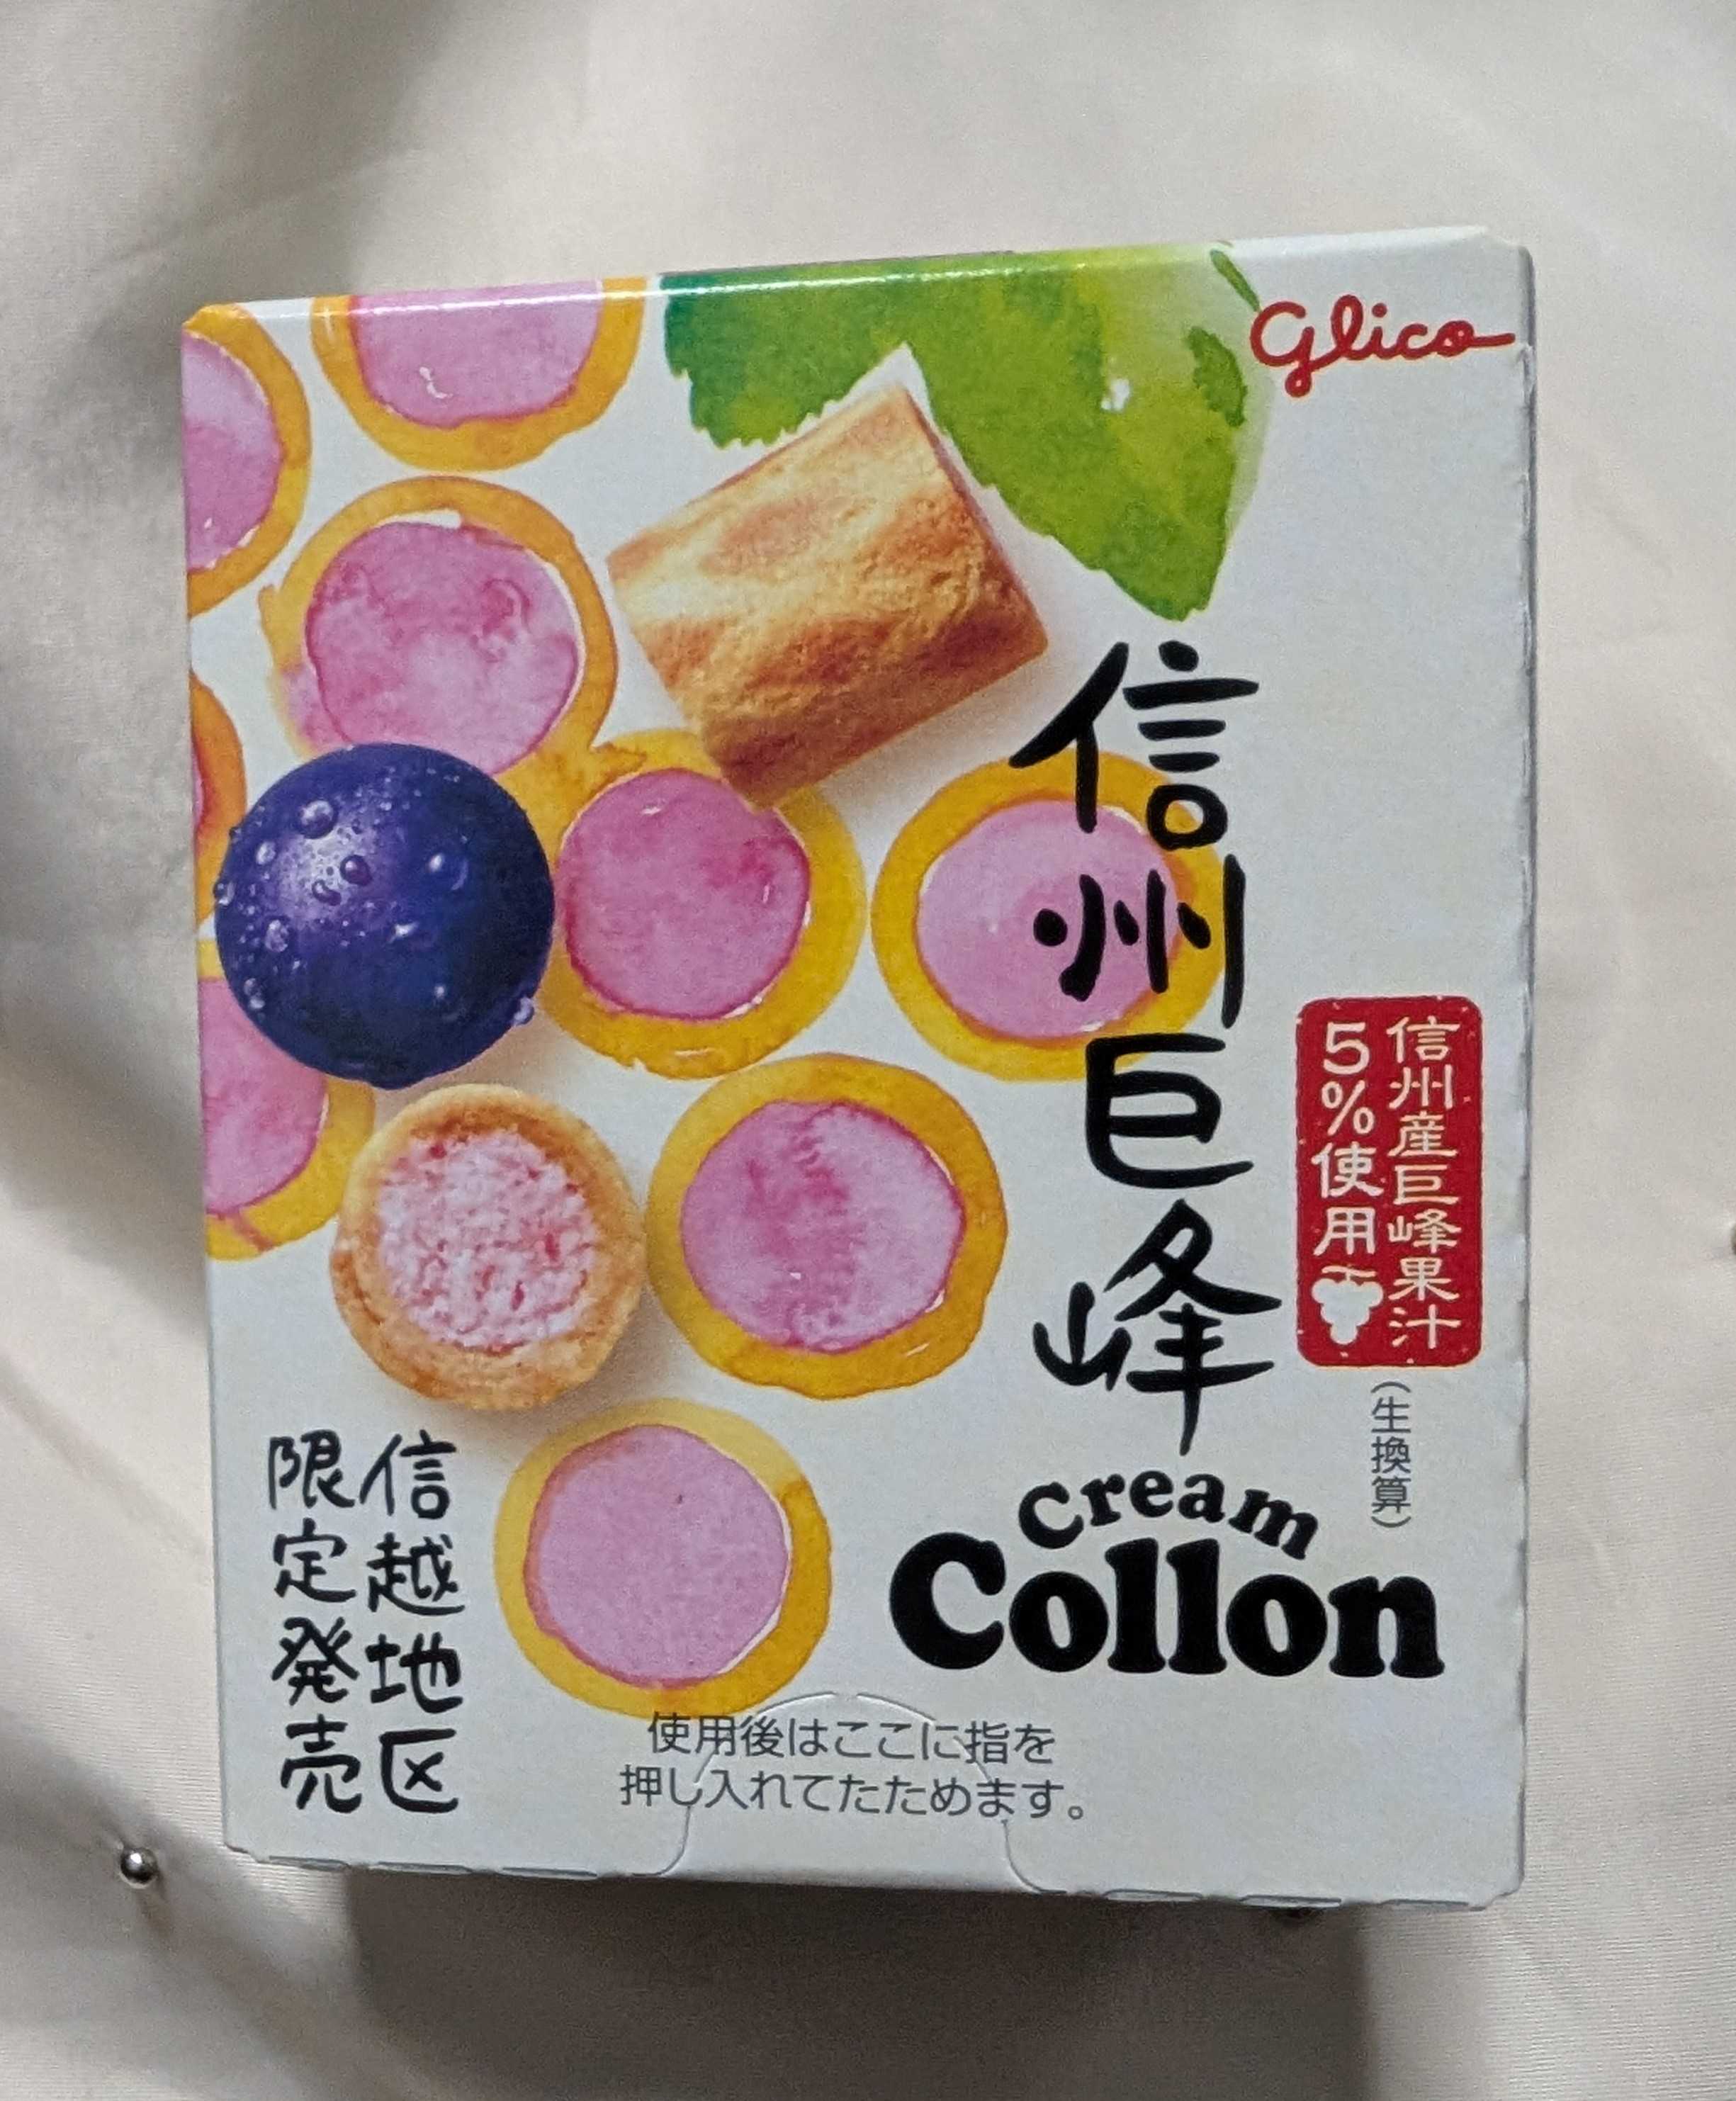 glico
信州巨峰
信州産巨峰果汁
5%使用
(生換算)
cream
Collon
信越地区
限定発売
使用後はここに指を
押し入れてたためます。